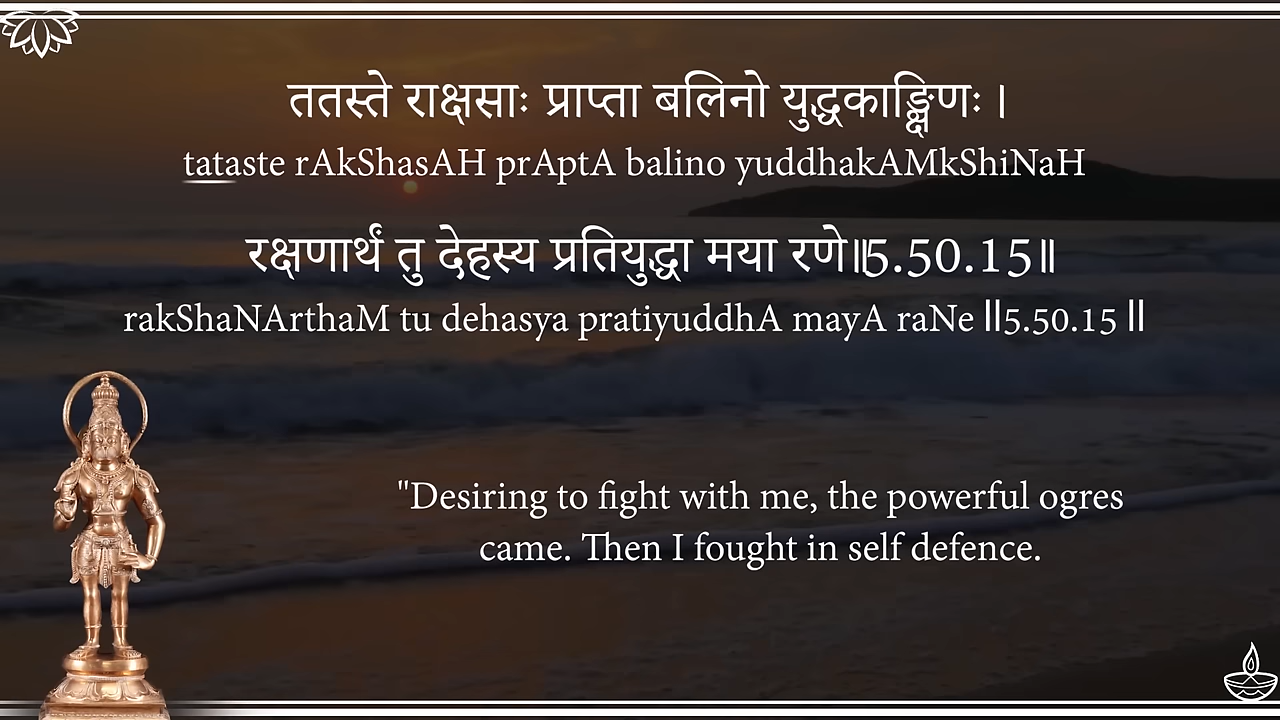 ततस्ते राक्षसाः प्राप्ता बलिनो युद्धकाङ्क्षिणः ।
tataste rAkShasAH prAptA balino yuddhakAMkShiNaH
रक्षणार्थं तु देहस्य प्रतियुद्धा मया रणे॥5.50.15॥
rakShaNArthaM tu dehasya pratiyuddhA mayA raNe ॥5.50.15 ॥
"Desiring to fight with me, the powerful ogres
came. Then I fought in self defence.